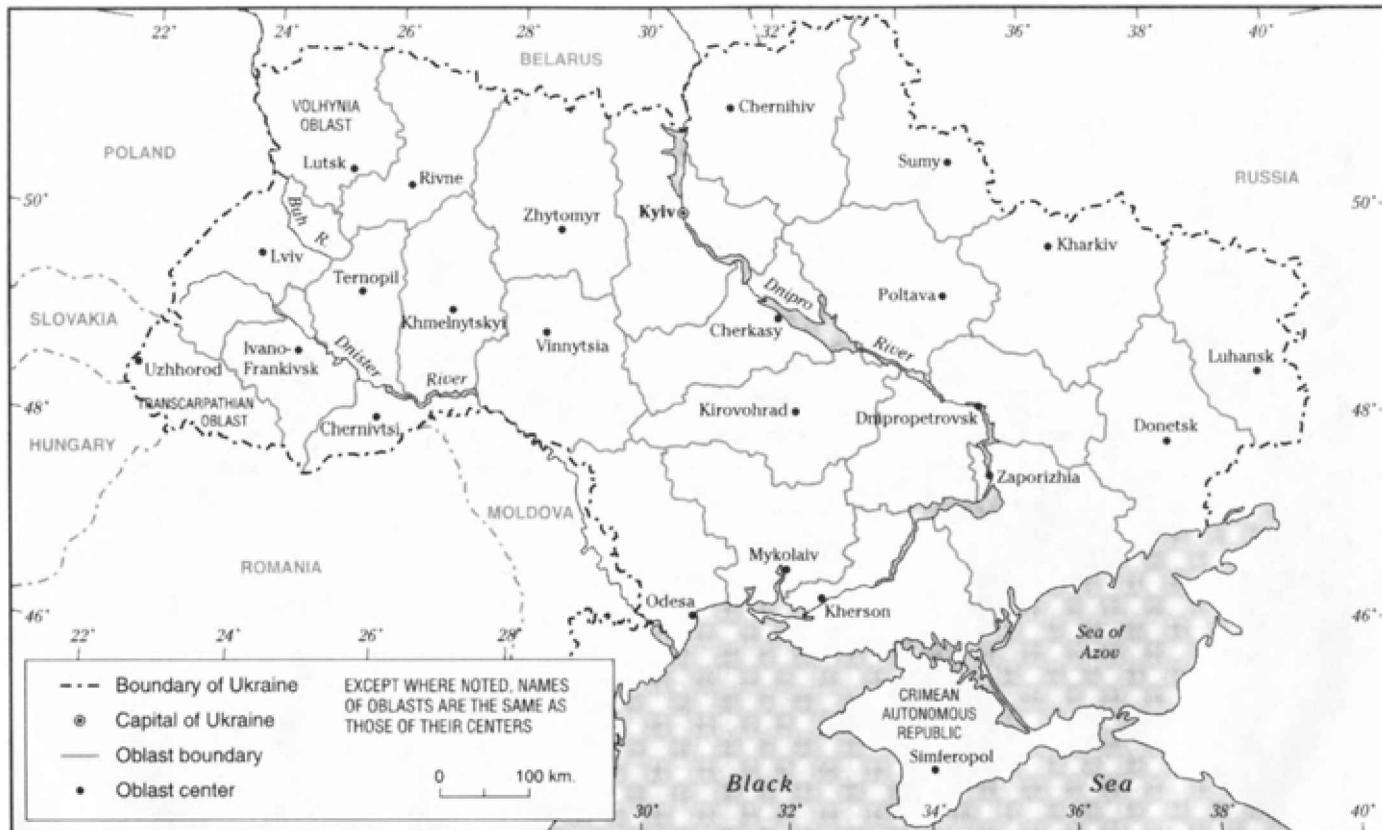 22°
24°
26°
28°
30°
32°
34°
36°
38°
40°
BELARUS
VOLHYNIA
OBLAST
Chernihiv
POLAND
Lutsk
Rivne
Sumy
RUSSIA
50°
50°
Buh
R.
Zhytomyr
Kyiv
Kharkiv
Lviv
Ternopil
Dnipro
Poltava
SLOVAKIA
Khmelnytskyi
Cherkasy
Vinnytsia
River
Uzhhorod
Ivano-
Frankivsk
Dnister
River
Luhansk
TRANSCARPATHIAN
OBLAST
48°
48°
Kirovohrad
Dnipropetrovsk
Chernivtsi
Donetsk
HUNGARY
Zaporizhia
MOLDOVA
ROMANIA
Mykolaiv
Odesa
Kherson
46°
46°
22°
24°
26°
28°
Sea of
Azov
Boundary of Ukraine
Capital of Ukraine
Oblast boundary
Oblast center
EXCEPT WHERE NOTED, NAMES
OF OBLASTS ARE THE SAME AS
THOSE OF THEIR CENTERS
0 100 km.
CRIMEAN
AUTONOMOUS
REPUBLIC
Simferopol
Black
Sea
30°
32°
34°
36°
38°
40°